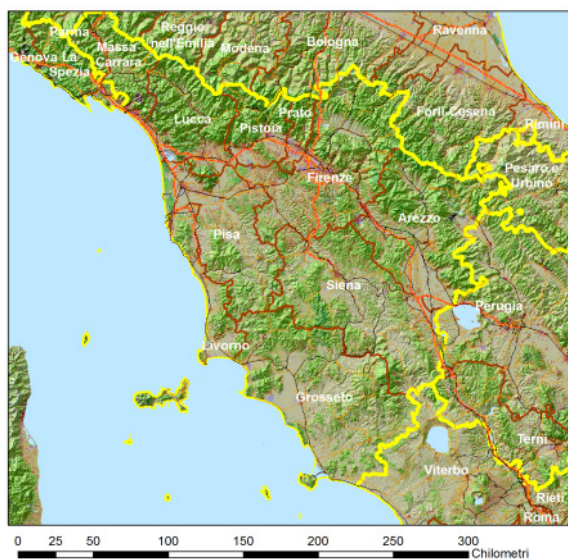 Ravenna
Reggio
nell'Emilia
Parma
Bologna
Modena
Massa
Carrara
Genova La
Spezia
Forlì-Cesena
Prato
Lucca
Pistoia
Rimini
Pesaro e
Urbino
Firenze
Arezzo
Pisa
Siena
Perugia
Livorno
Grosseto
Terni
Viterbo
Rieti
Roma
0 25 50 100 150 200 250 300
Chilometri